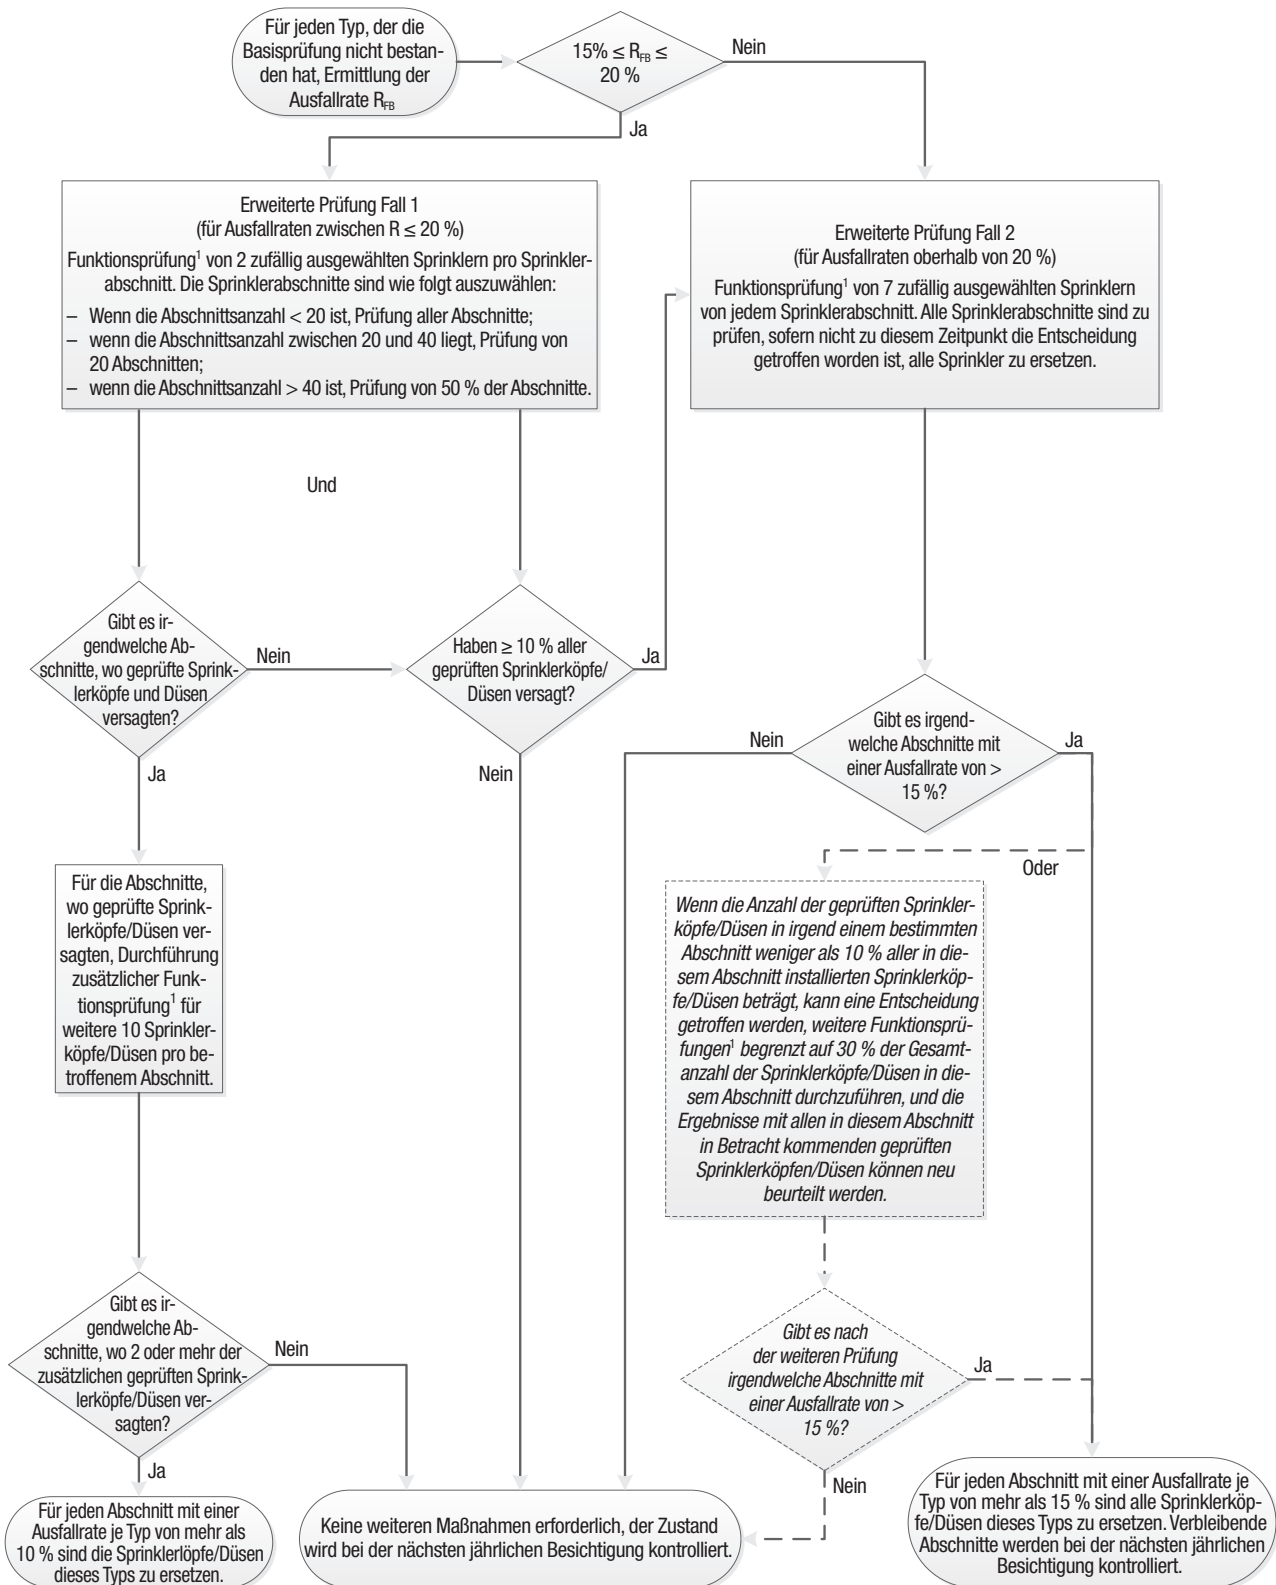 Für jeden Typ, der die
Basisprüfung nicht bestan-
den hat, Ermittlung der
Ausfallrate R_FB
15% ≤ R_FB ≤
20 %
Nein
Ja
Erweiterte Prüfung Fall 1
(für Ausfallraten zwischen R ≤ 20 %)
Funktionsprüfung¹ von 2 zufällig ausgewählten Sprinklern pro Sprinkler-
abschnitt. Die Sprinklerabschnitte sind wie folgt auszuwählen:
– Wenn die Abschnittsanzahl < 20 ist, Prüfung aller Abschnitte;
– wenn die Abschnittsanzahl zwischen 20 und 40 liegt, Prüfung von
20 Abschnitten;
– wenn die Abschnittsanzahl > 40 ist, Prüfung von 50 % der Abschnitte.
Erweiterte Prüfung Fall 2
(für Ausfallraten oberhalb von 20 %)
Funktionsprüfung¹ von 7 zufällig ausgewählten Sprinklern
von jedem Sprinklerabschnitt. Alle Sprinklerabschnitte sind zu
prüfen, sofern nicht zu diesem Zeitpunkt die Entscheidung
getroffen worden ist, alle Sprinkler zu ersetzen.
Und
Gibt es ir-
gendwelche Ab-
schnitte, wo geprüfte Sprink-
lerköpfe und Düsen
versagten?
Nein
Ja
Haben ≥ 10 % aller
geprüften Sprinklerköpfe/
Düsen versagt?
Ja
Nein
Gibt es irgend-
welche Abschnitte mit
einer Ausfallrate von >
15 %?
Nein
Ja
Oder
Für die Abschnitte,
wo geprüfte Sprink-
lerköpfe/Düsen ver-
sagten, Durchführung
zusätzlicher Funk-
tionsprüfung¹ für
weitere 10 Sprinkler-
köpfe/Düsen pro be-
troffenem Abschnitt.
Wenn die Anzahl der geprüften Sprinkler-
köpfe/Düsen in irgend einem bestimmten
Abschnitt weniger als 10 % aller in die-
sem Abschnitt installierten Sprinklerköp-
fe/Düsen beträgt, kann eine Entscheidung
getroffen werden, weitere Funktionsprü-
fungen¹ begrenzt auf 30 % der Gesamt-
anzahl der Sprinklerköpfe/Düsen in die-
sem Abschnitt durchzuführen, und die
Ergebnisse mit allen in diesem Abschnitt
in Betracht kommenden geprüften
Sprinklerköpfen/Düsen können neu
beurteilt werden.
Gibt es ir-
gendwelche Ab-
schnitte, wo 2 oder mehr der
zusätzlichen geprüften Sprink-
lerköpfe/Düsen ver-
sagten?
Nein
Ja
Gibt es nach
der weiteren Prüfung
irgendwelche Abschnitte mit
einer Ausfallrate von >
15 %?
Ja
Nein
Für jeden Abschnitt mit einer
Ausfallrate je Typ von mehr als
10 % sind die Sprinklerlöpfe/Düsen
dieses Typs zu ersetzen.
Keine weiteren Maßnahmen erforderlich, der Zustand
wird bei der nächsten jährlichen Besichtigung kontrolliert.
Für jeden Abschnitt mit einer Ausfallrate je
Typ von mehr als 15 % sind alle Sprinklerköp-
fe/Düsen dieses Typs zu ersetzen. Verbleibende
Abschnitte werden bei der nächsten jährlichen
Besichtigung kontrolliert.